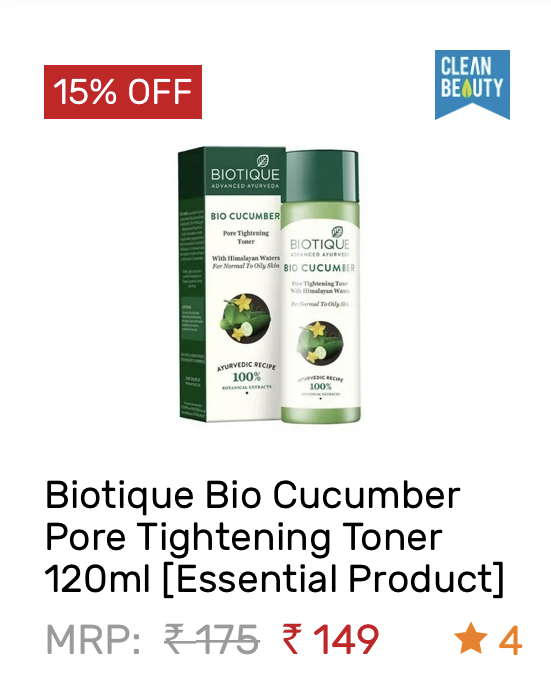 15% OFF
CLEAN
BEAUTY
BIOTIQUE
ADVANCED AYURVEDA
BIO CUCUMBER
Pore Tightening
Toner
With Himalayan Waters
For Normal To Oily Skin
AYURVEDIC RECIPE
100%
BOTANICAL EXTRACTS
BIOTIQUE
ADVANCED AYURVEDA
BIO CUCUMBER
Pore Tightening Toner
With Himalayan Waters
For Normal To Oily Skin
AYURVEDIC RECIPE
100%
BOTANICAL EXTRACTS
Biotique Bio Cucumber
Pore Tightening Toner
120ml [Essential Product]
MRP: ₹ 175 ₹ 149 4